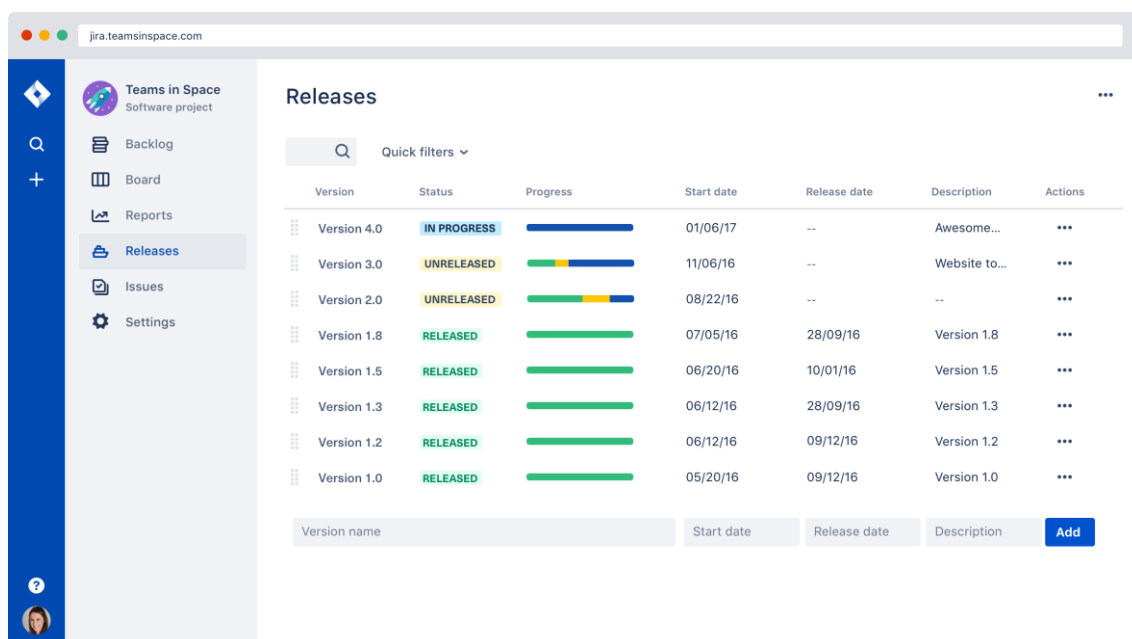 jira.teamsinspace.com
Teams in Space
Software project
Backlog
Board
Reports
Releases
Issues
Settings
Releases
Quick filters
Version Status Progress Start date Release date Description Actions
Version 4.0 IN PROGRESS 01/06/17 -- Awesome...
Version 3.0 UNRELEASED 11/06/16 -- Website to...
Version 2.0 UNRELEASED 08/22/16 -- --
Version 1.8 RELEASED 07/05/16 28/09/16 Version 1.8
Version 1.5 RELEASED 06/20/16 10/01/16 Version 1.5
Version 1.3 RELEASED 06/12/16 28/09/16 Version 1.3
Version 1.2 RELEASED 06/12/16 09/12/16 Version 1.2
Version 1.0 RELEASED 05/20/16 09/12/16 Version 1.0
Version name Start date Release date Description Add